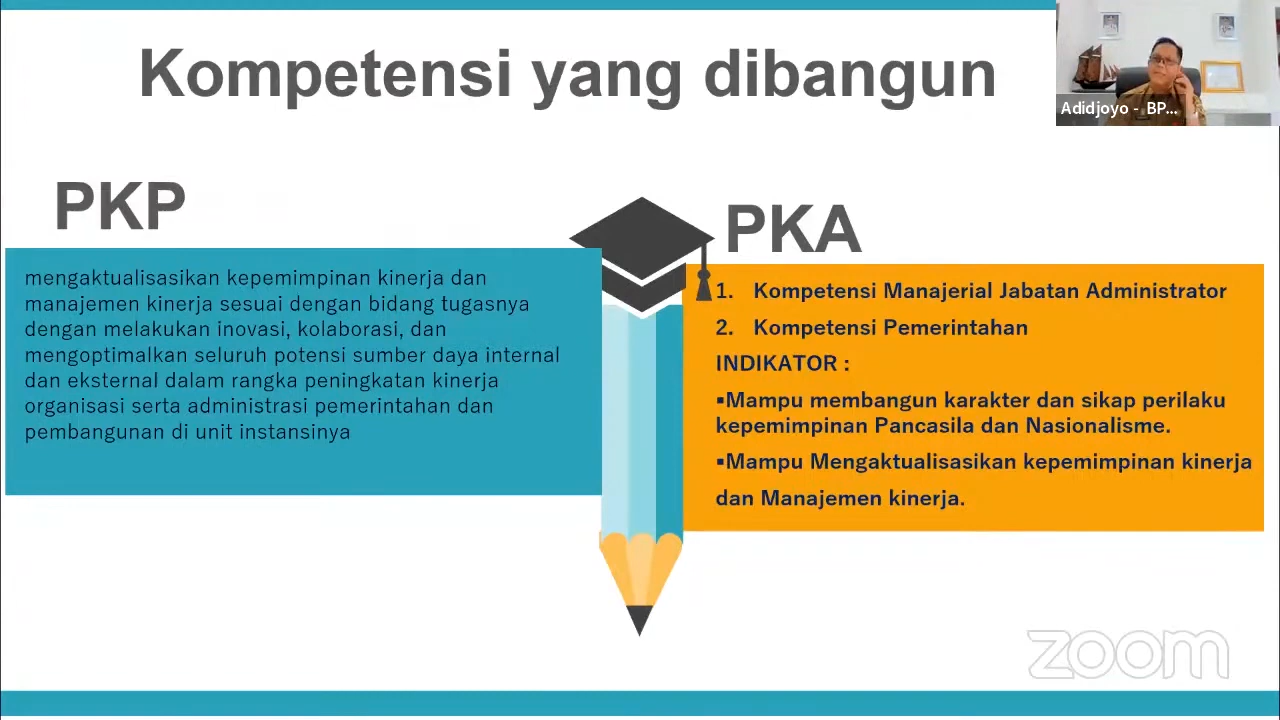 Kompetensi yang dibangun
Adidjoyo - BP...
PKP
mengaktualisasikan kepemimpinan kinerja dan
manajemen kinerja sesuai dengan bidang tugasnya
dengan melakukan inovasi, kolaborasi, dan
mengoptimalkan seluruh potensi sumber daya internal
dan eksternal dalam rangka peningkatan kinerja
organisasi serta administrasi pemerintahan dan
pembangunan di unit instansinya
PKA
1. Kompetensi Manajerial Jabatan Administrator
2. Kompetensi Pemerintahan
INDIKATOR :
▪Mampu membangun karakter dan sikap perilaku
kepemimpinan Pancasila dan Nasionalisme.
▪Mampu Mengaktualisasikan kepemimpinan kinerja
dan Manajemen kinerja.
zoom